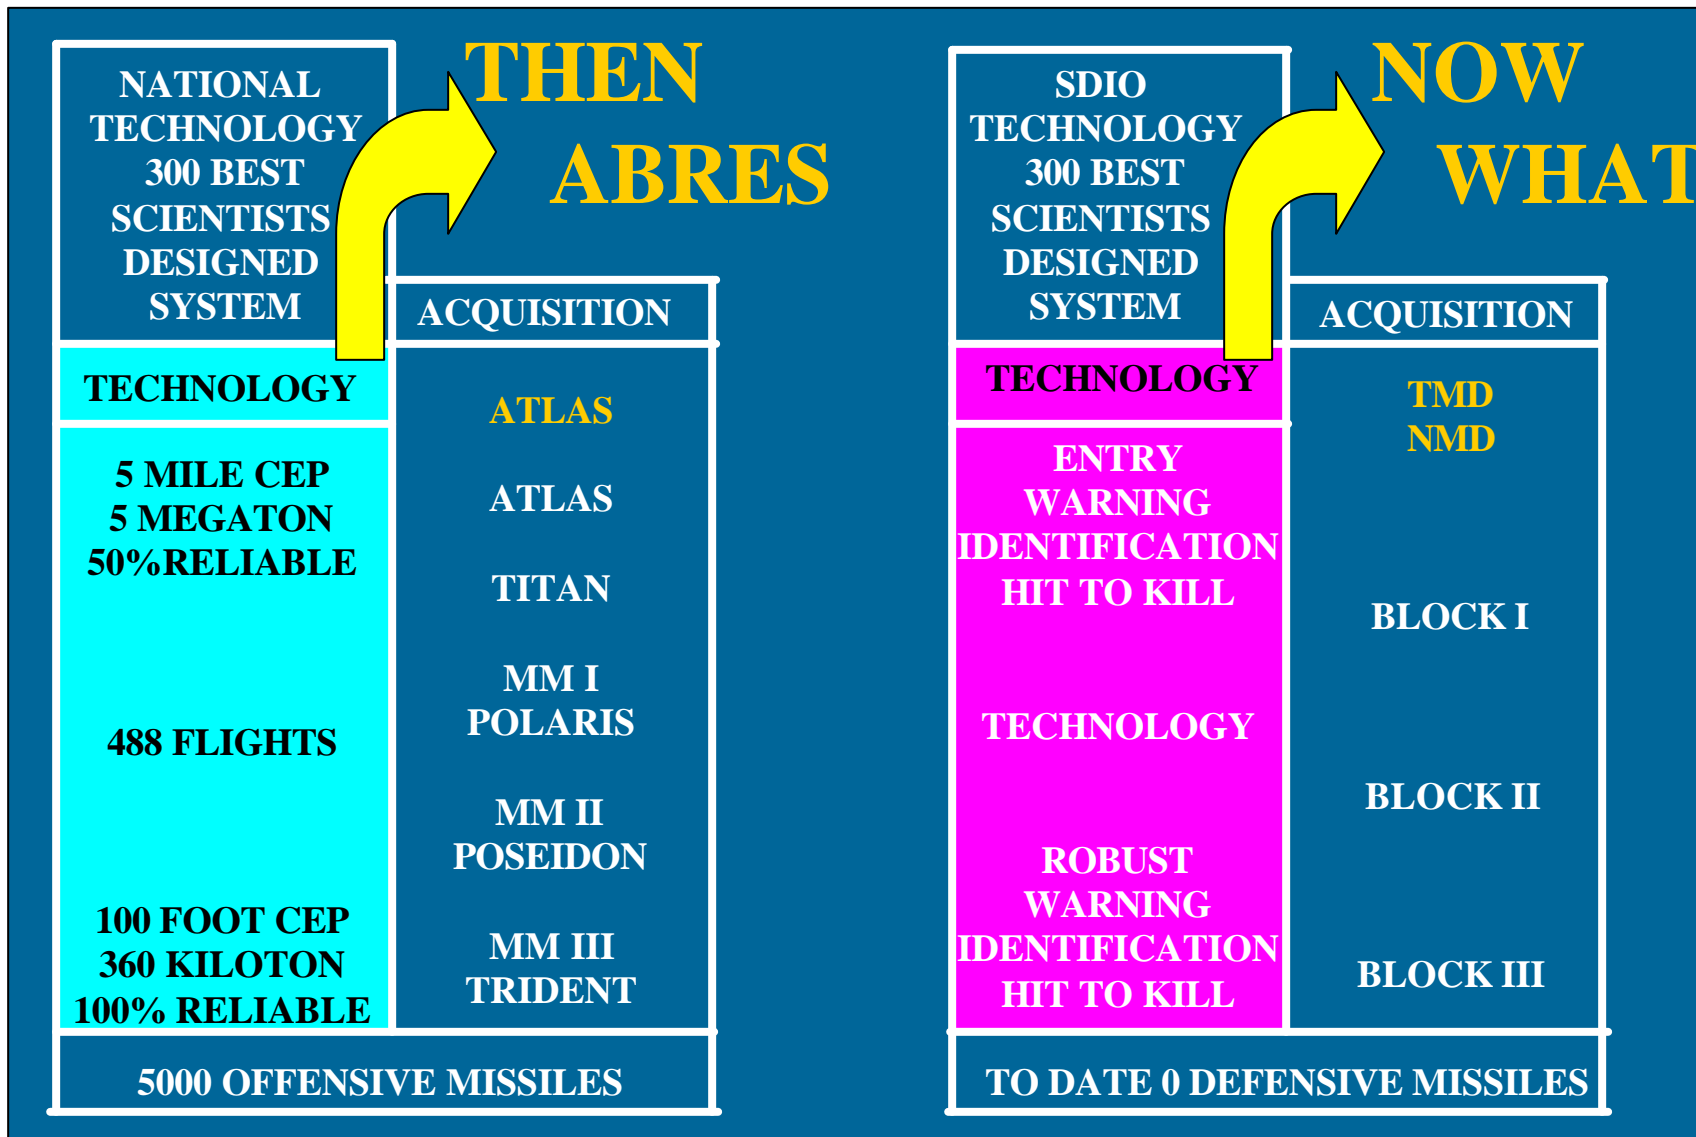 THEN
ABRES
NATIONAL
TECHNOLOGY
300 BEST
SCIENTISTS
DESIGNED
SYSTEM
TECHNOLOGY
5 MILE CEP
5 MEGATON
50%RELIABLE
488 FLIGHTS
100 FOOT CEP
360 KILOTON
100% RELIABLE
ACQUISITION
ATLAS
ATLAS
TITAN
MM I
POLARIS
MM II
POSEIDON
MM III
TRIDENT
5000 OFFENSIVE MISSILES
NOW
WHAT
SDIO
TECHNOLOGY
300 BEST
SCIENTISTS
DESIGNED
SYSTEM
TECHNOLOGY
ENTRY
WARNING
IDENTIFICATION
HIT TO KILL
TECHNOLOGY
ROBUST
WARNING
IDENTIFICATION
HIT TO KILL
ACQUISITION
TMD
NMD
BLOCK I
BLOCK II
BLOCK III
TO DATE 0 DEFENSIVE MISSILES